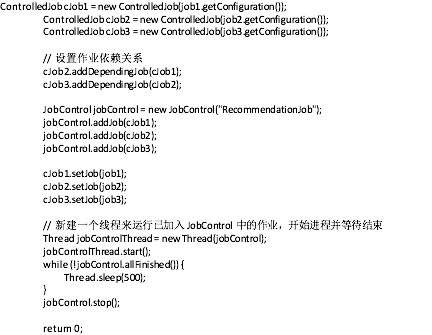 ControlledJob cJob1 = new ControlledJob(job1.getConfiguration());
ControlledJob cJob2 = new ControlledJob(job2.getConfiguration());
ControlledJob cJob3 = new ControlledJob(job3.getConfiguration());
// 设置作业依赖关系
cJob2.addDependingJob(cJob1);
cJob3.addDependingJob(cJob2);
JobControl jobControl = new JobControl("RecommendationJob");
jobControl.addJob(cJob1);
jobControl.addJob(cJob2);
jobControl.addJob(cJob3);
cJob1.setJob(job1);
cJob2.setJob(job2);
cJob3.setJob(job3);
// 新建一个线程来运行已加入 JobControl 中的作业，开始进程并等待结束
Thread jobControlThread = new Thread(jobControl);
jobControlThread.start();
while (!jobControl.allFinished()) {
Thread.sleep(500);
}
jobControl.stop();
return 0;